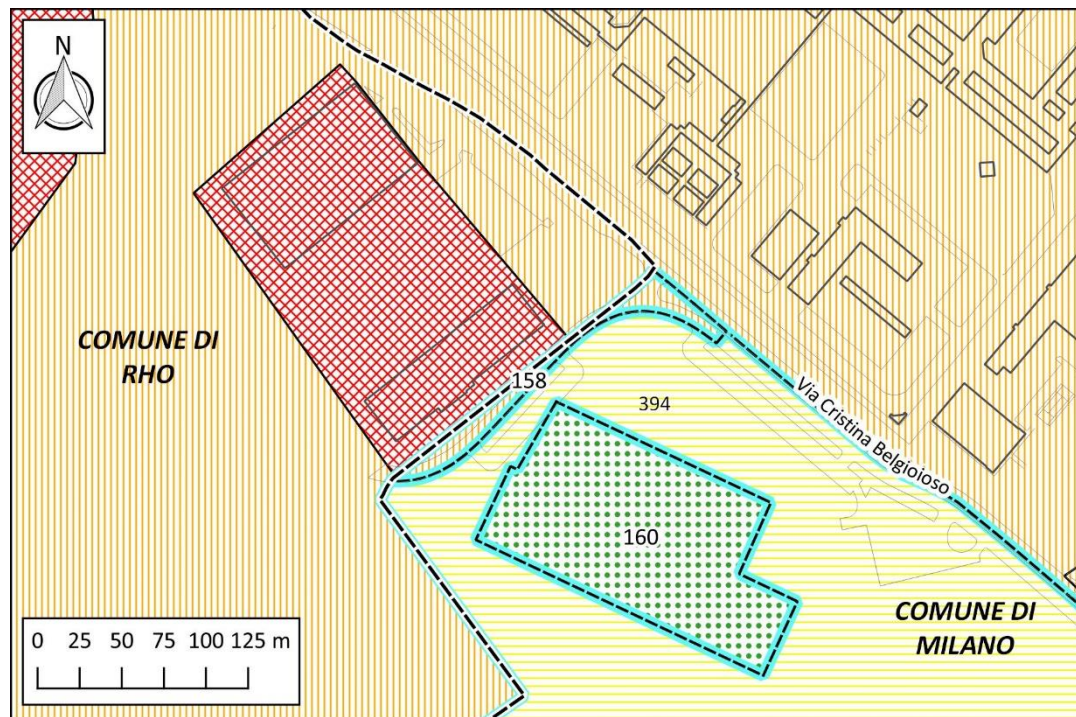 N
COMUNE DI
RHO
158
394
Via Cristina Belgioioso
160
COMUNE DI
MILANO
0 25 50 75 100 125 m